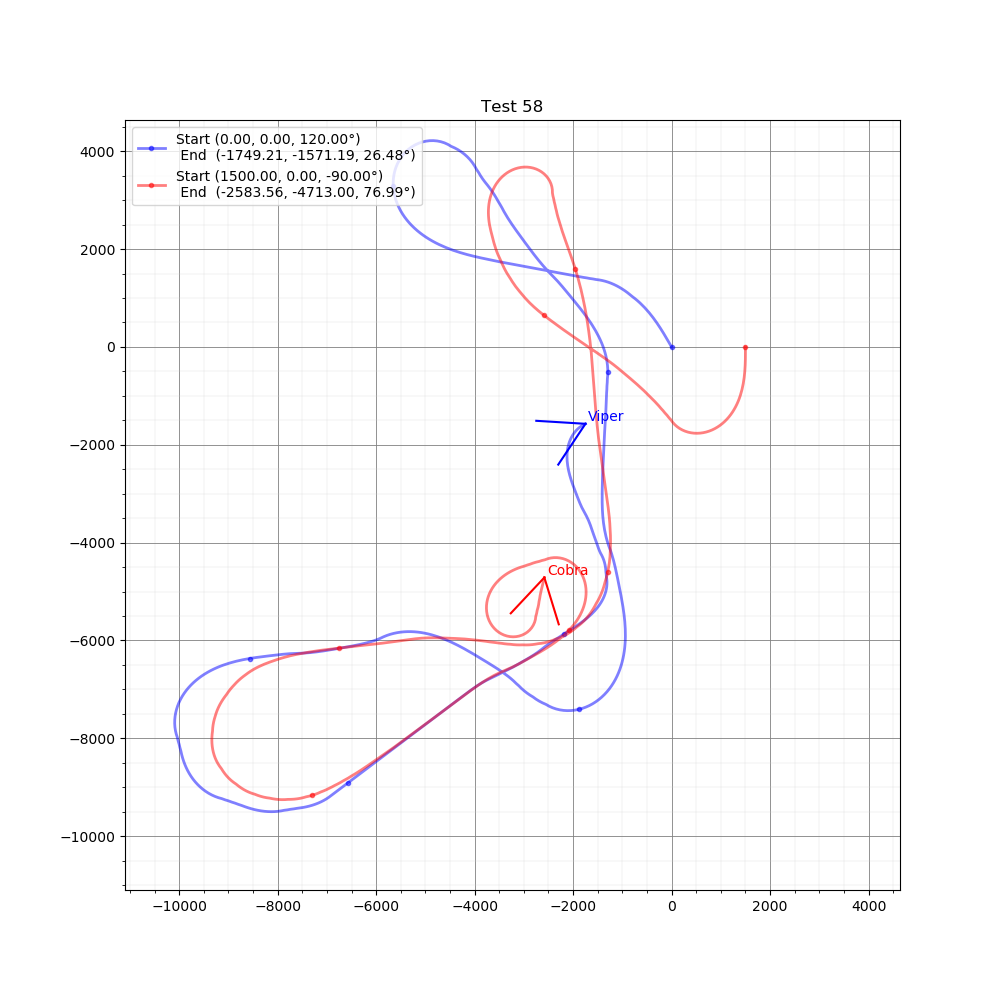 Test 58
Start (0.00, 0.00, 120.00°)
End (-1749.21, -1571.19, 26.48°)
Start (1500.00, 0.00, -90.00°)
End (-2583.56, -4713.00, 76.99°)
4000
2000
0
−2000
−4000
−6000
−8000
−10000
Viper
Cobra
−10000 −8000 −6000 −4000 −2000 0 2000 4000